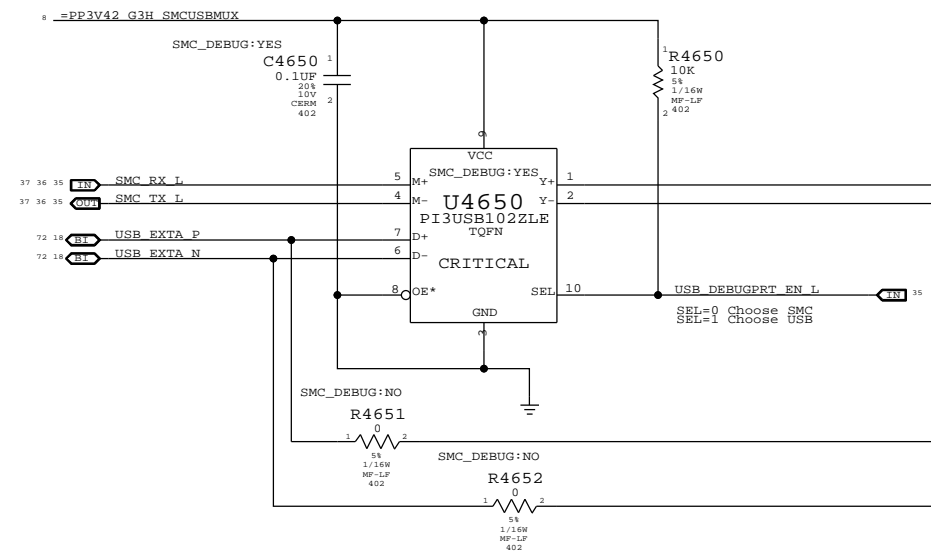 8 =PP3V42_G3H_SMCUSBMUX
SMC_DEBUG:YES
C4650
0.1UF
20%
10V
CERM
402
1
2
1
R4650
10K
5%
1/16W
MF-LF
402
2
9
VCC
SMC_DEBUG:YES
U4650
PI3USB102ZLE
TQFN
CRITICAL
37 36 35 IN SMC_RX_L 5 M+
Y+ 1
37 36 35 OUT SMC_TX_L 4 M-
Y- 2
72 18 BI USB_EXTA_P 7 D+
72 18 BI USB_EXTA_N 6 D-
8 OE*
SEL 10 USB_DEBUGPRT_EN_L IN 35
SEL=0 Choose SMC
SEL=1 Choose USB
GND
3
SMC_DEBUG:NO
R4651
1 0 2
5%
1/16W
MF-LF
402
SMC_DEBUG:NO
R4652
1 0 2
5%
1/16W
MF-LF
402